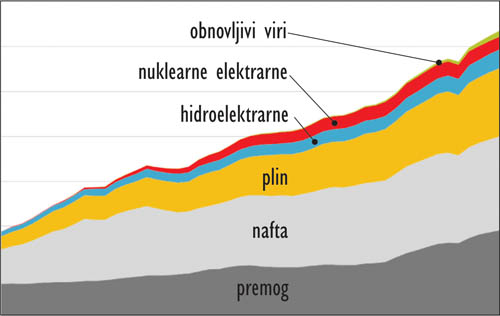 obnovljivi viri
nuklearne elektrarne
hidroelektrarne
plin
nafta
premog